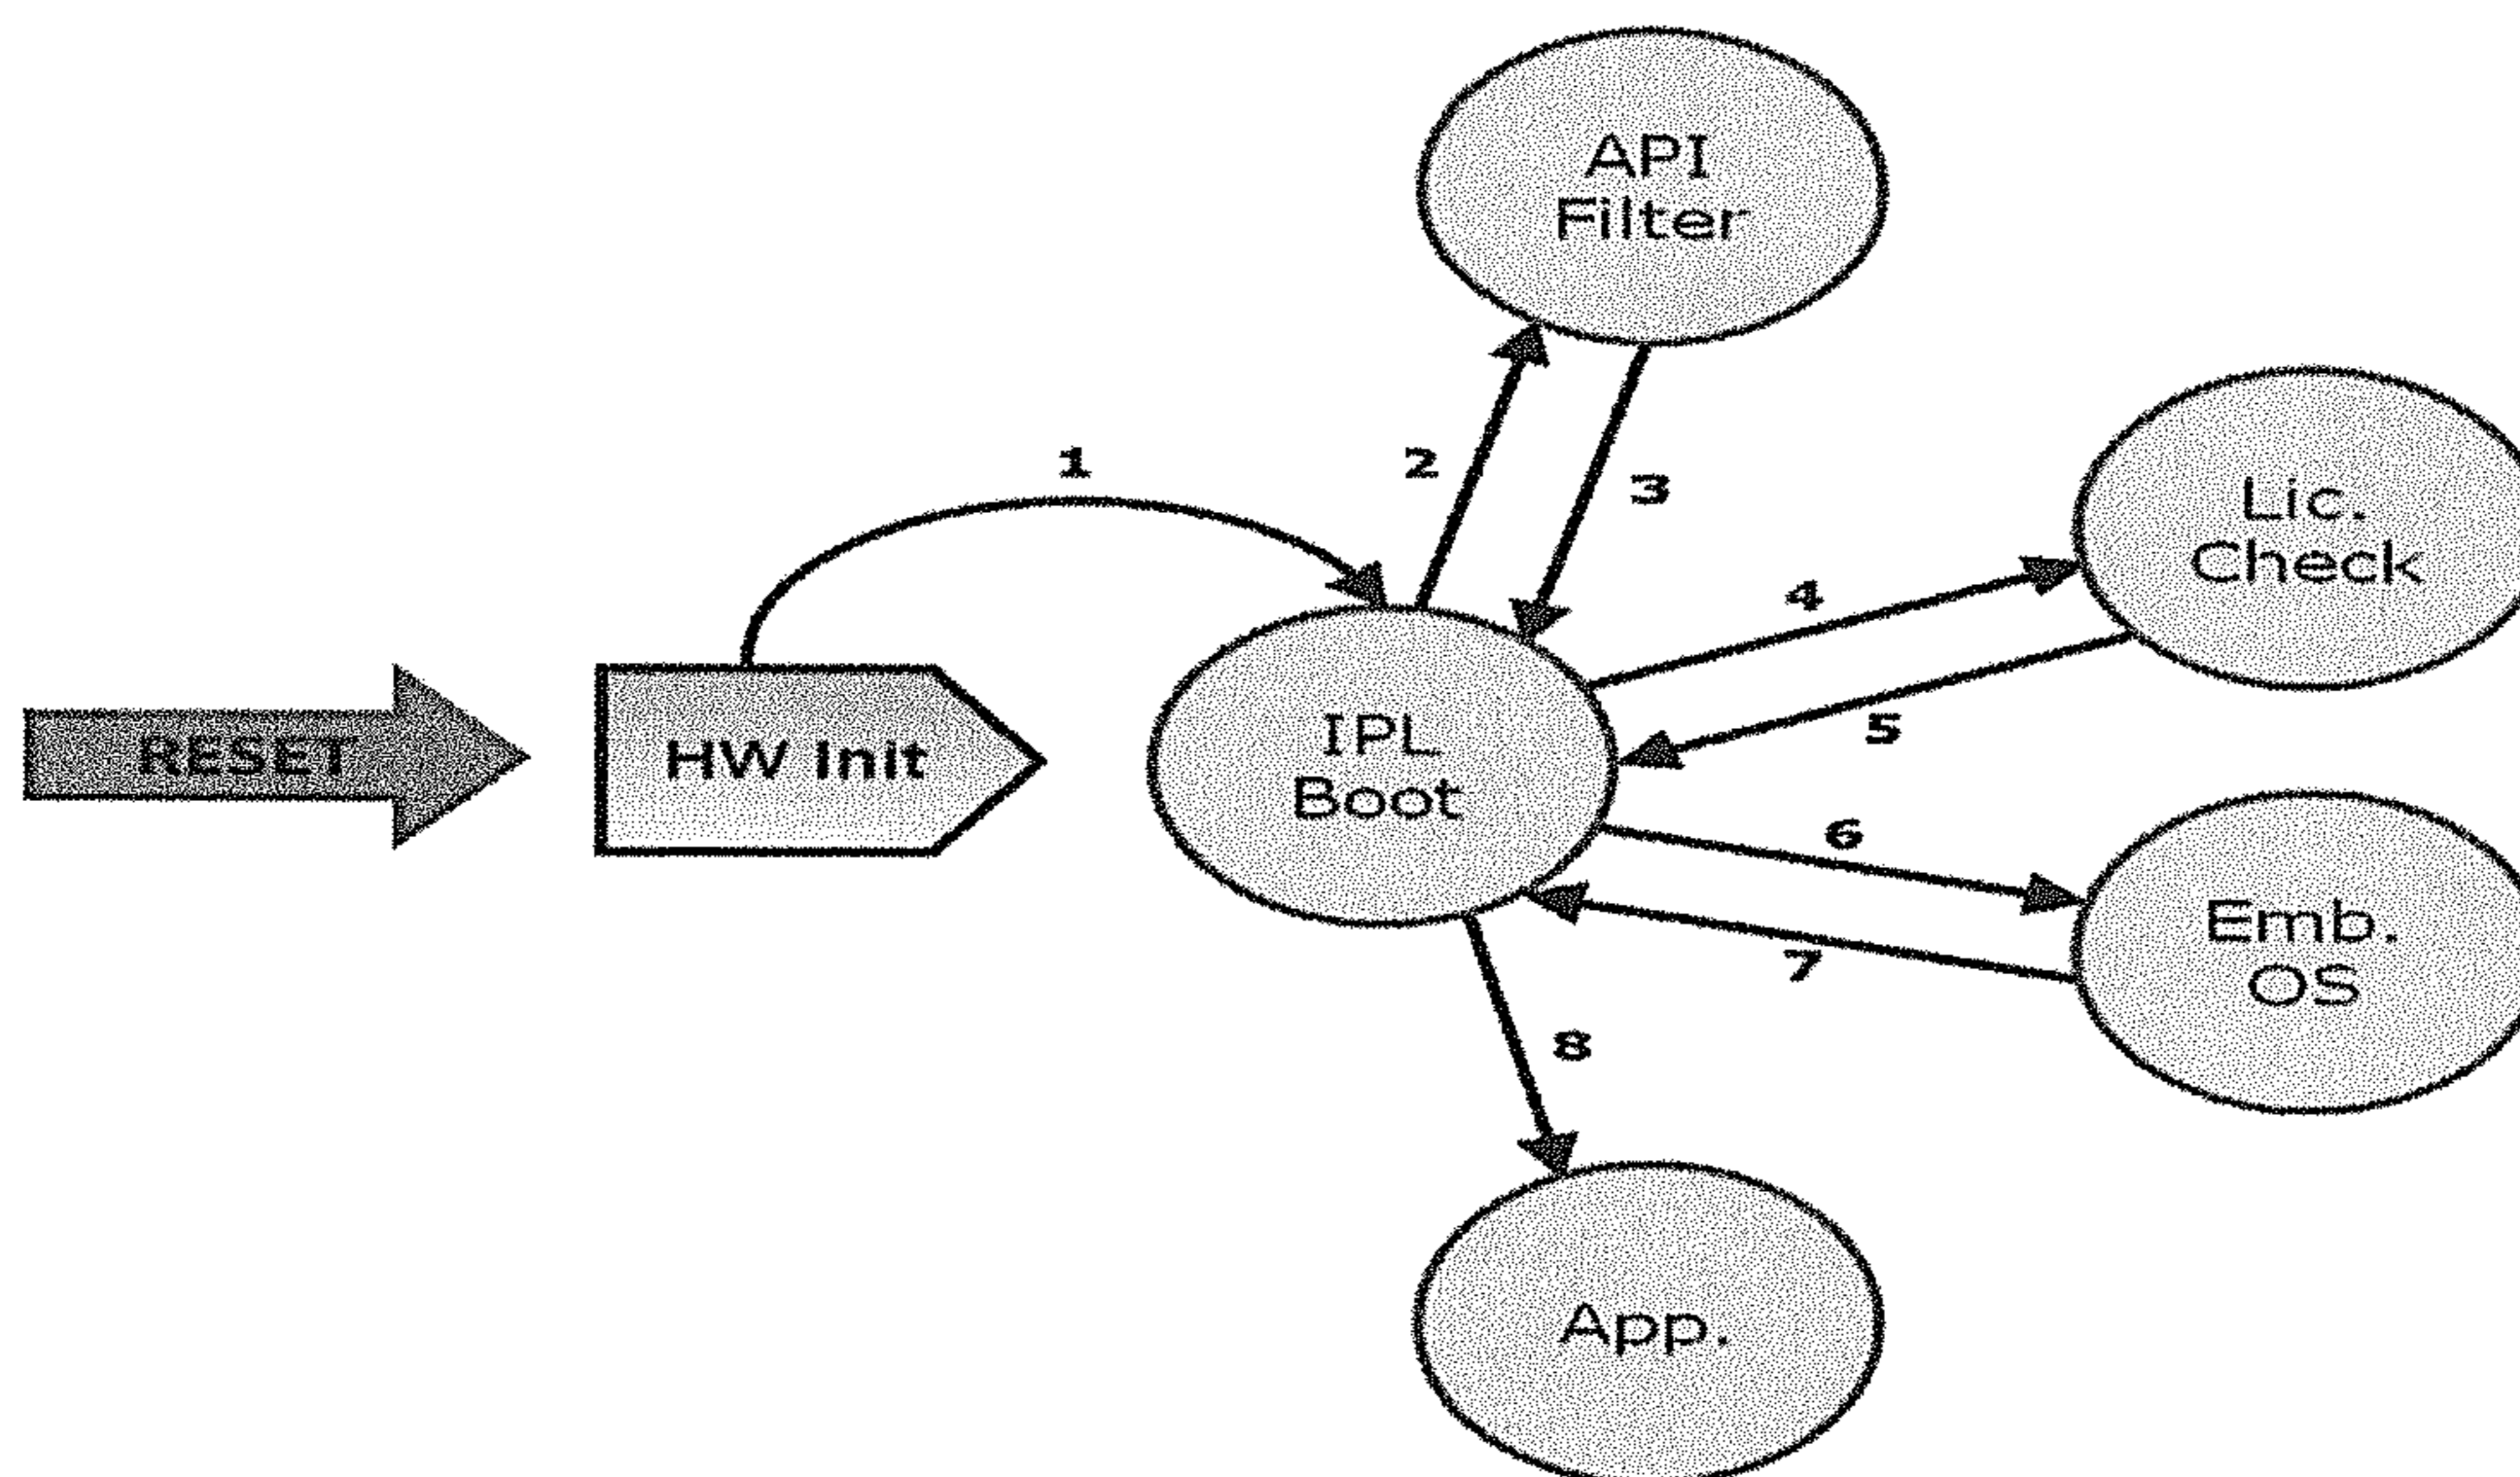 API
Filter
1
2
3
Lic.
Check
4
5
RESET
HW Init
IPL
Boot
6
7
Emb.
OS
8
App.